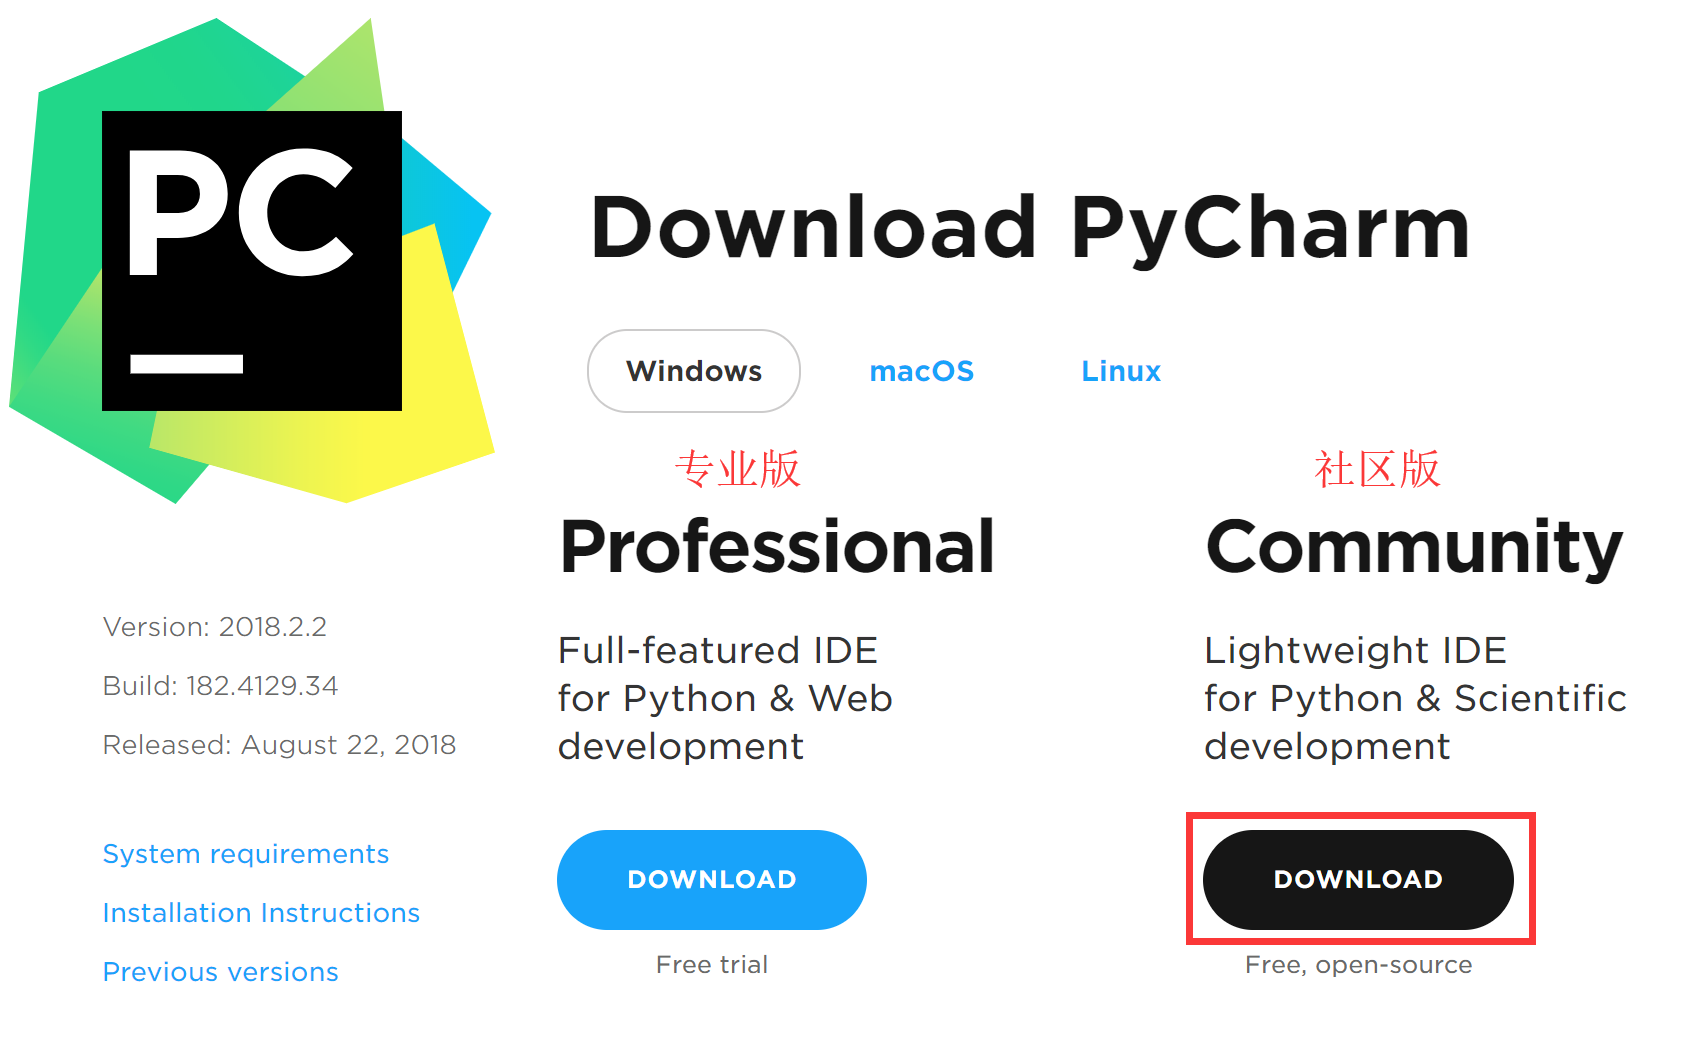 PC
Download PyCharm
Windows
macOS
Linux
专业版
Professional
Full-featured IDE
for Python & Web
development
DOWNLOAD
Free trial
社区版
Community
Lightweight IDE
for Python & Scientific
development
DOWNLOAD
Free, open-source
Version: 2018.2.2
Build: 182.4129.34
Released: August 22, 2018
System requirements
Installation Instructions
Previous versions